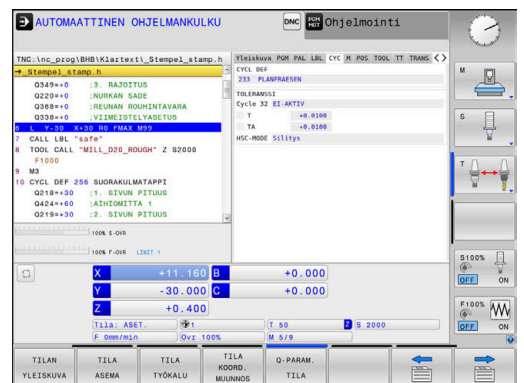 AUTOMAATTINEN OHJELMANKULKU
DNC
PGM MGT
Ohjelmointi
TNC:\nc_prog\BHB\Klartext\_Stempel_stamp.h
→_Stempel_stamp.h
Q349=+0 ;3. RAJOITUS
Q220=+0 ;NURKAN SADE
Q368=+0 ;REUNAN ROUHINTAVARA
Q338=+0 ;VIIMEISTELYASETUS
6 L Y-30 X+30 R0 FMAX M99
7 CALL LBL "safe"
8 TOOL CALL "MILL_D20_ROUGH" Z S2000
F1000
9 M3
10 CYCL DEF 256 SUORAKULMATAPPI
Q218=+30 ;1. SIVUN PITUUS
Q424=+60 ;AIHIOMITTA 1
Q219=+30 ;2. SIVUN PITUUS
Yleiskuva PGM PAL LBL CYC M POS TOOL TT TRANS
CYCL DEF
233 PLANFRAESEN
TOLERANSSI
Cycle 32 EI-AKTIV
T +0.0100
TA +0.0100
HSC-MODE Silitys
100% S-OVR
100% F-OVR LIMIT 1
X +11.160 B +0.000
Y -30.000 C +0.000
Z +0.400
Tila: ASET. 1 T 50 Z S 2000
F 0mm/min Ovr 100% M 5/9
M
S
T
S100%
OFF ON
F100%
OFF ON
TILAN YLEISKUVA
TILA ASEMA
TILA TYÖKALU
TILA KOORD. MUUNNOS
Q-PARAM. TILA